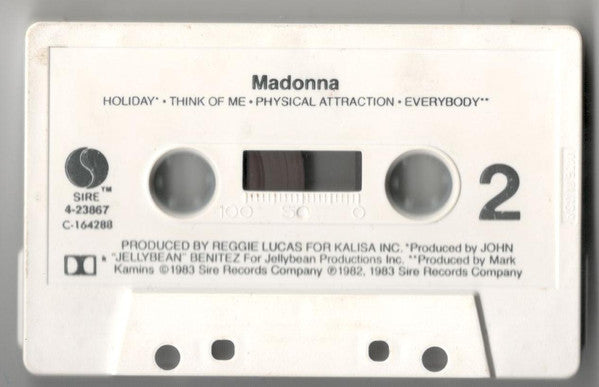 Madonna
HOLIDAY* • THINK OF ME • PHYSICAL ATTRACTION • EVERYBODY**
SIRE™
4-23867
C-164288
2
100 50 0
PRODUCED BY REGGIE LUCAS FOR KALISA INC. *Produced by JOHN
"JELLYBEAN" BENITEZ For Jellybean Productions Inc. **Produced by Mark
Kamins ©1983 Sire Records Company ℗1982, 1983 Sire Records Company